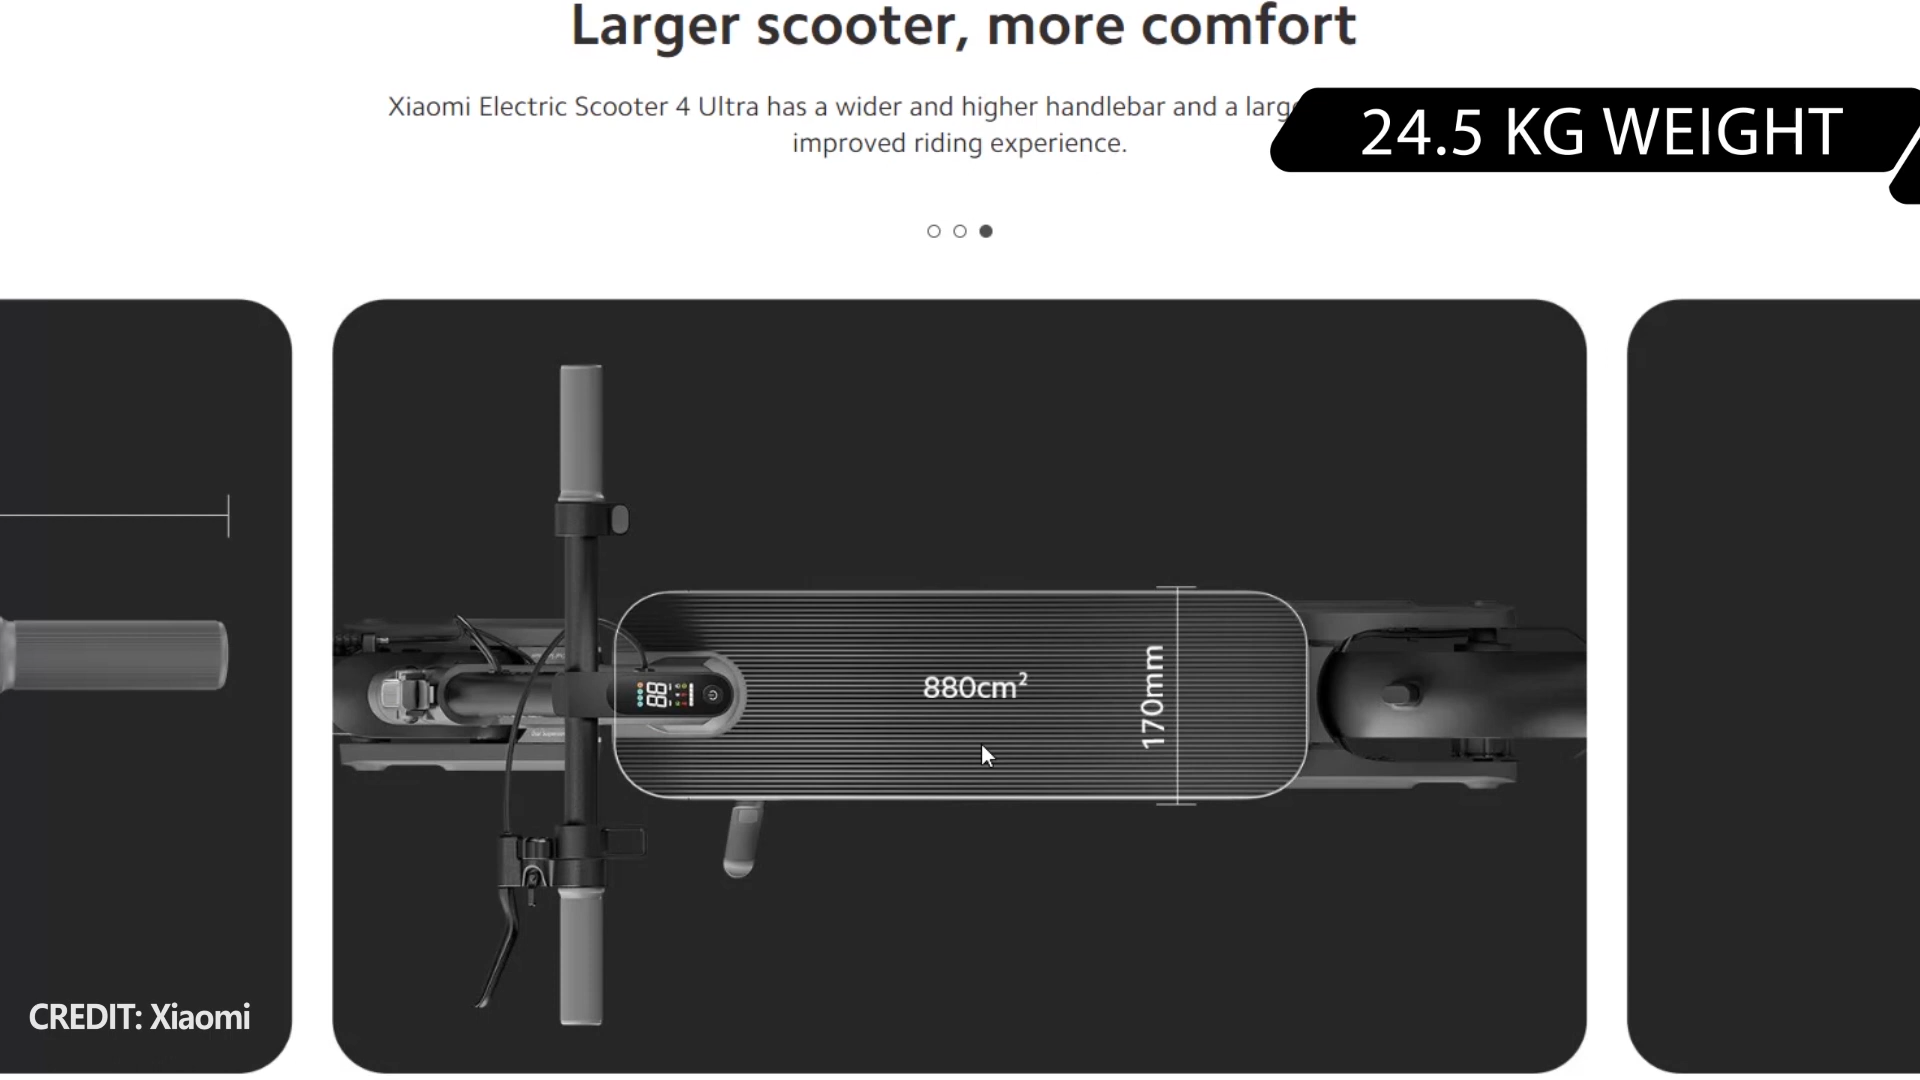 Larger scooter, more comfort
Xiaomi Electric Scooter 4 Ultra has a wider and higher handlebar and a
improved riding experience.
24.5 KG WEIGHT
88
880cm²
170mm
CREDIT: Xiaomi